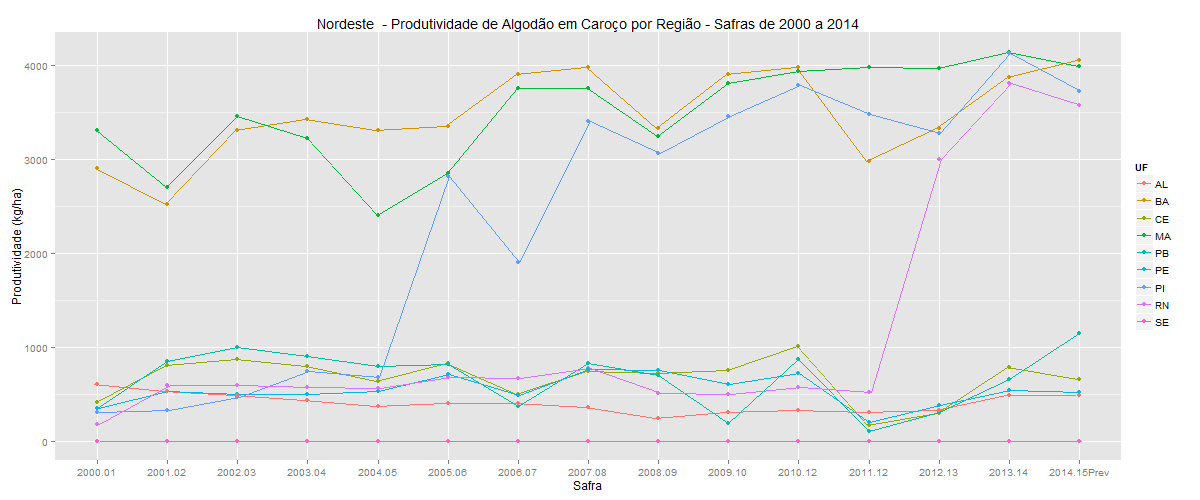 Nordeste  - Produtividade de Algodão em Caroço por Região - Safras de 2000 a 2014
Produtividade (kg/ha)
4000
3000
2000
1000
0
2000.01 2001.02 2002.03 2003.04 2004.05 2005.06 2006.07 2007.08 2008.09 2009.10 2010.12 2011.12 2012.13 2013.14 2014.15Prev
Safra
UF
AL
BA
CE
MA
PB
PE
PI
RN
SE